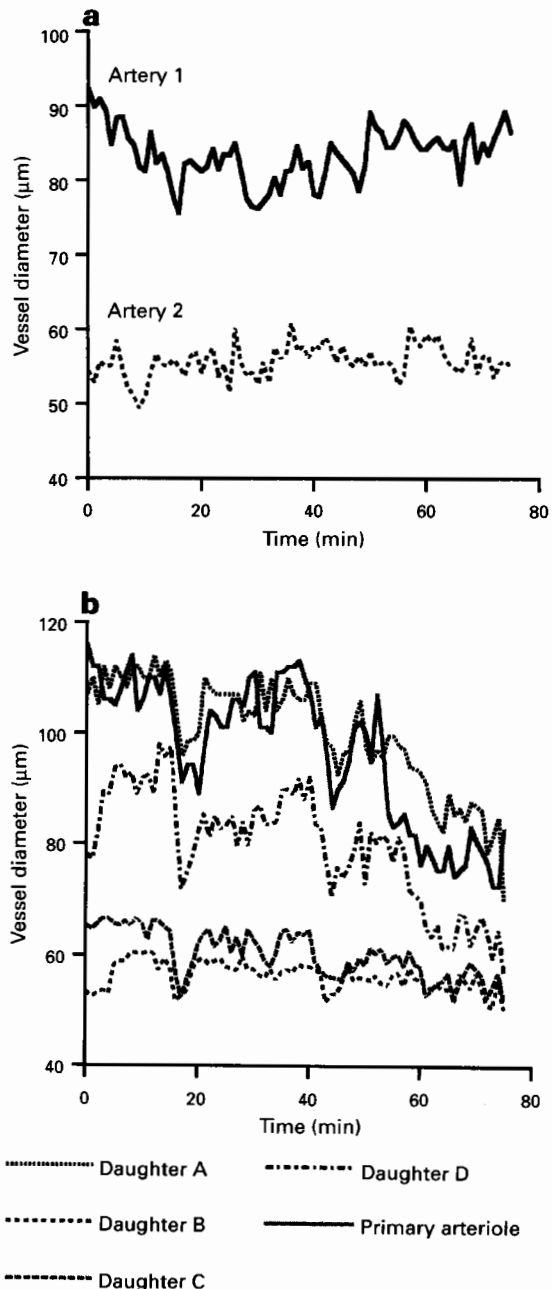 a
100
90
80
70
60
50
40
Vessel diameter (µm)
Artery 1
Artery 2
0 20 40 60 80
Time (min)
b
120
100
80
60
40
Vessel diameter (µm)
0 20 40 60 80
Time (min)
Daughter A
Daughter D
Daughter B
Primary arteriole
Daughter C